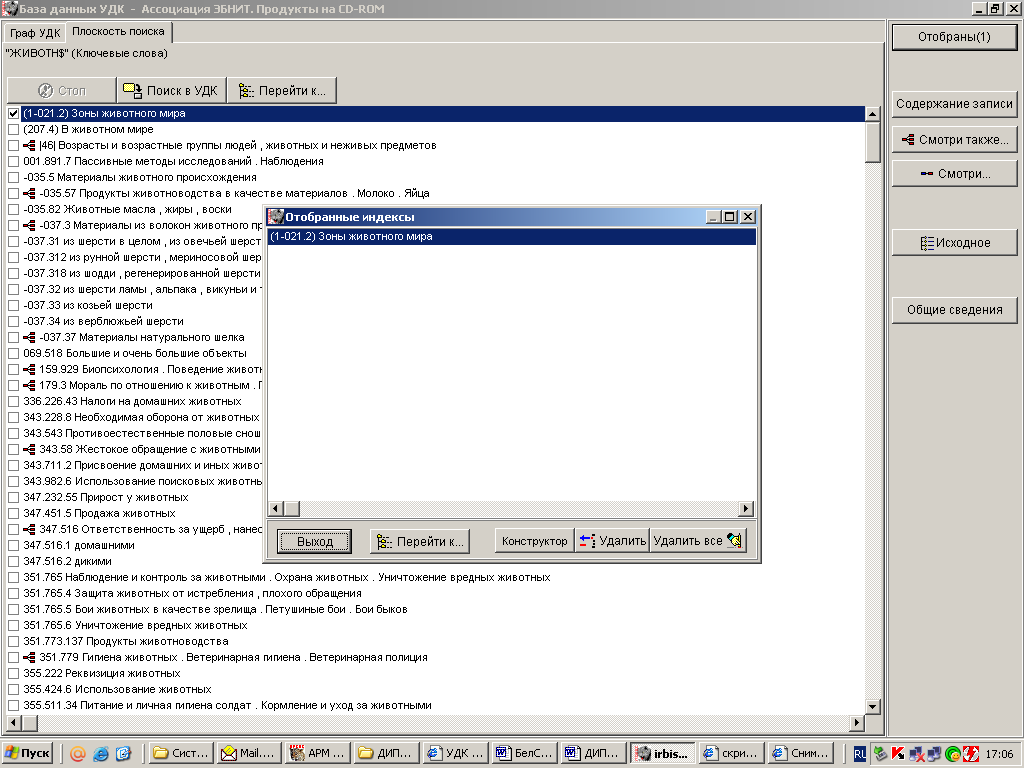 База данных УДК - Ассоциация ЭБНИТ. Продукты на CD-ROM
Граф УДК Плоскость поиска
"ЖИВОТН$" (Ключевые слова)
Стоп Поиск в УДК Перейти к...
(1-021.2) Зоны животного мира
(207.4) В животном мире
|46| Возрасты и возрастные группы людей , животных и неживых предметов
001.891.7 Пассивные методы исследований . Наблюдения
-035.5 Материалы животного происхождения
-035.57 Продукты животноводства в качестве материалов . Молоко . Яйца
-035.82 Животные масла , жиры , воски
-037.3 Материалы из волокон животного пр
-037.31 из шерсти в целом , из овечьей шерст
-037.312 из рунной шерсти , мериносовой шер
-037.318 из шодди , регенерированной шерсти
-037.32 из шерсти ламы , альпака , викуньи и т
-037.33 из козьей шерсти
-037.34 из верблюжьей шерсти
-037.37 Материалы натурального шелка
069.518 Большие и очень большие объекты
159.929 Биопсихология . Поведение живот
179.3 Мораль по отношению к животным . Г
336.226.43 Налоги на домашних животных
343.228.8 Необходимая оборона от животных
343.543 Противоестественные половые снош
343.58 Жестокое обращение с животными
343.711.2 Присвоение домашних и иных живот
343.982.6 Использование поисковых животн
347.232.55 Прирост у животных
347.451.5 Продажа животных
347.516 Ответственность за ущерб , нанес
347.516.1 домашними
347.516.2 дикими
351.765 Наблюдение и контроль за животными . Охрана животных . Уничтожение вредных животных
351.765.4 Защита животных от истребления , плохого обращения
351.765.5 Бои животных в качестве зрелища . Петушиные бои . Бои быков
351.765.6 Уничтожение вредных животных
351.773.137 Продукты животноводства
351.779 Гигиена животных . Ветеринарная гигиена . Ветеринарная полиция
355.222 Реквизиция животных
355.424.6 Использование животных
355.511.34 Питание и личная гигиена солдат . Кормление и уход за животными
Отобранные индексы
(1-021.2) Зоны животного мира
Выход Перейти к... Конструктор Удалить Удалить все
Отобраны(1)
Содержание записи
Смотри также...
Смотри...
Исходное
Общие сведения
Пуск Сист... Mail.... АРМ ... ДИП... УДК ... БелС... ДИП... irbis... скри... Сним... RU 17:06